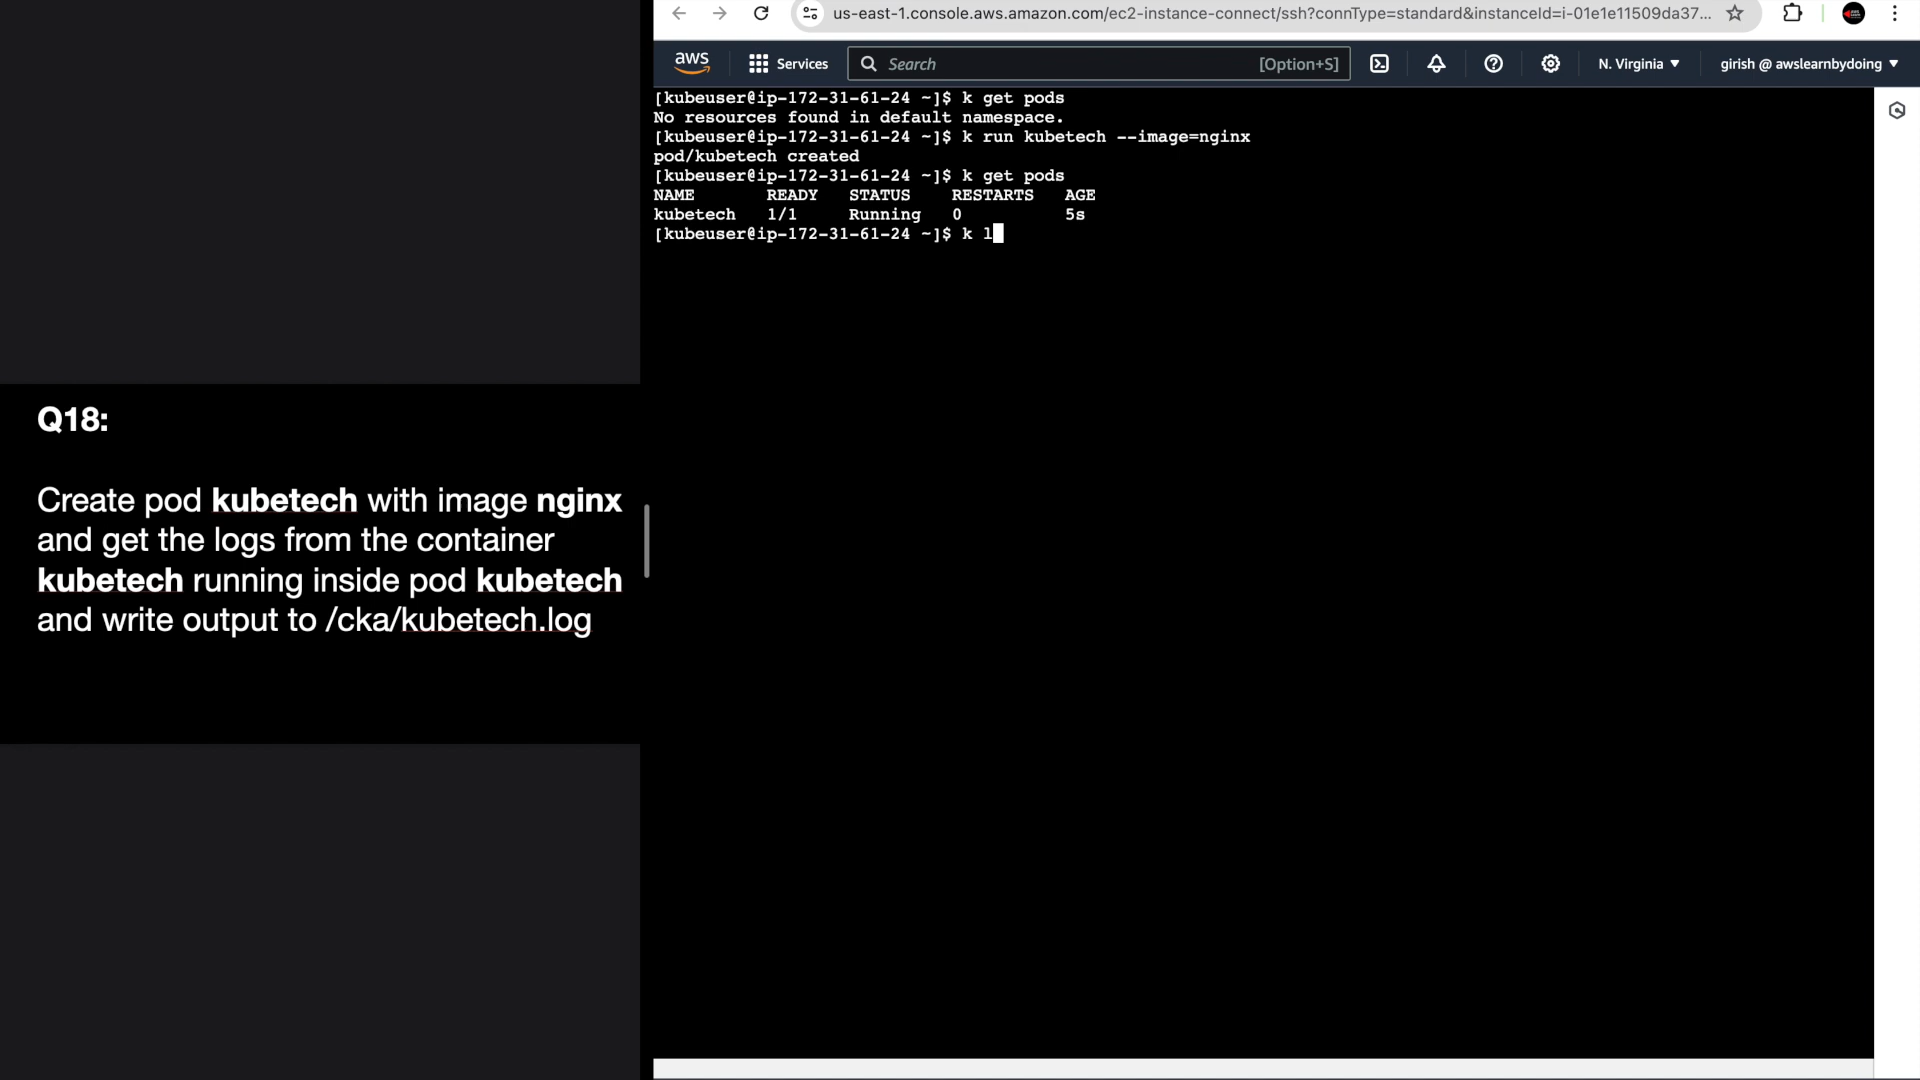 us-east-1.console.aws.amazon.com/ec2-instance-connect/ssh?connType=standard&instanceId=i-01e1e11509da37...
aws Services Search [Option+S] N. Virginia girish @ awslearnbydoing
[kubeuser@ip-172-31-61-24 ~]$ k get pods
No resources found in default namespace.
[kubeuser@ip-172-31-61-24 ~]$ k run kubetech --image=nginx
pod/kubetech created
[kubeuser@ip-172-31-61-24 ~]$ k get pods
NAME READY STATUS RESTARTS AGE
kubetech 1/1 Running 0 5s
[kubeuser@ip-172-31-61-24 ~]$ k l
Q18:
Create pod kubetech with image nginx
and get the logs from the container
kubetech running inside pod kubetech
and write output to /cka/kubetech.log